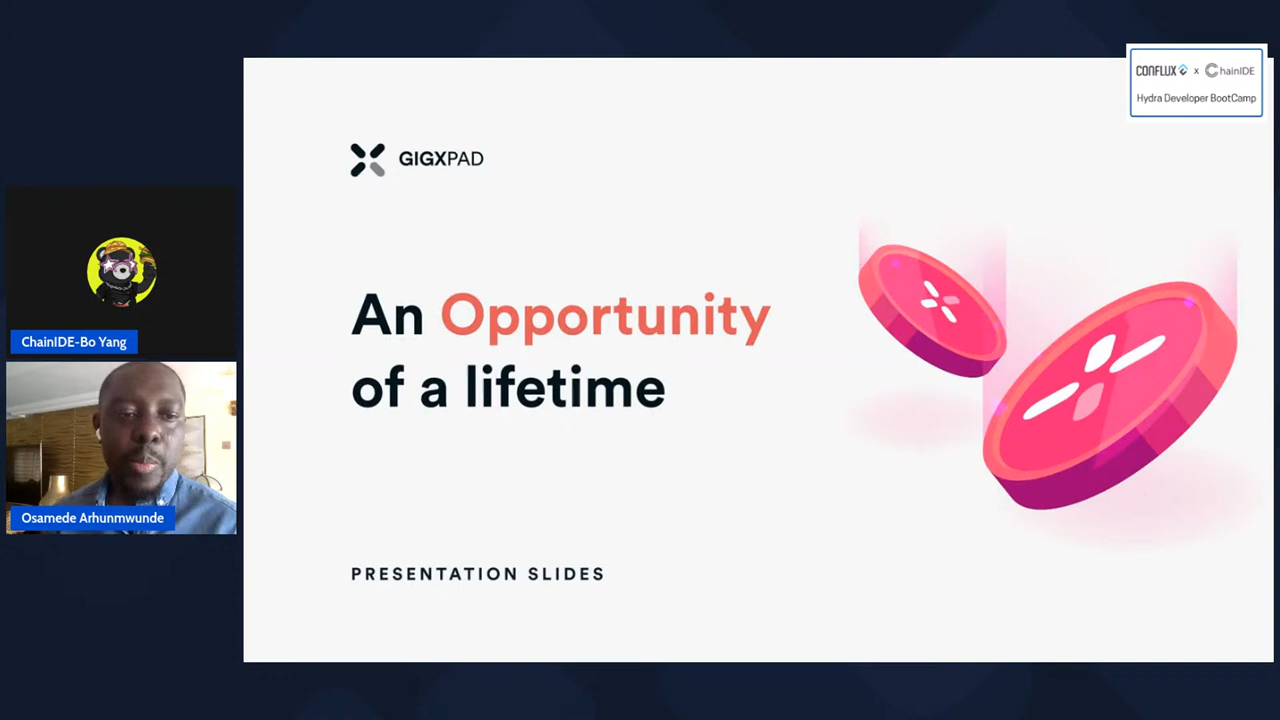 CONFLUX x ChainIDE
Hydra Developer BootCamp
GIGXPAD
An Opportunity
of a lifetime
PRESENTATION SLIDES
ChainIDE-Bo Yang
Osamede Arhunmwunde